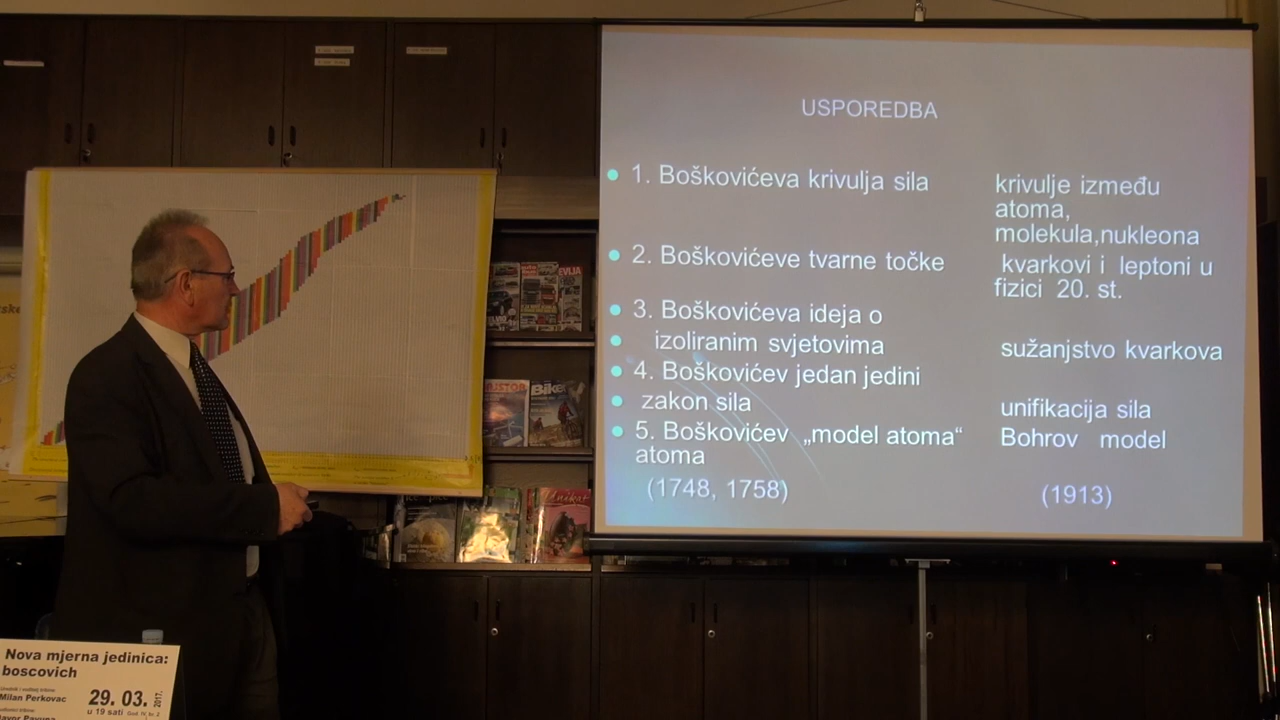 USPOREDBA
1. Boškovićeva krivulja sila
krivulje između
atoma,
molekula,nukleona
2. Boškovićeve tvarne točke
kvarkovi i leptoni u
fizici 20. st.
3. Boškovićeva ideja o
izoliranim svjetovima
sužanjstvo kvarkova
4. Boškovićev jedan jedini
zakon sila
unifikacija sila
5. Boškovićev „model atoma“
atoma
Bohrov model
(1748, 1758)
(1913)
Nova mjerna jedinica:
boscovich
Milan Perkovac
29. 03. 2017.
u 19 sati
Biker